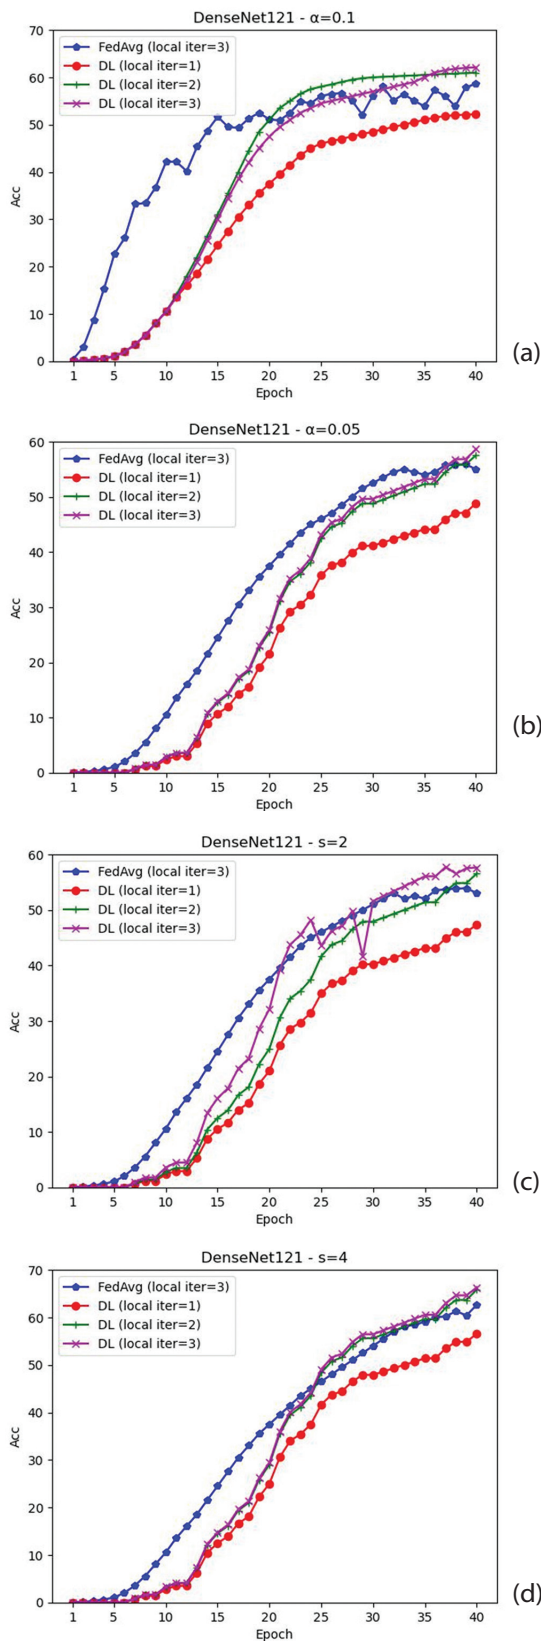 DenseNet121 - α=0.1
FedAvg (local iter=3)
DL (local iter=1)
DL (local iter=2)
DL (local iter=3)
70
60
50
40
30
20
10
0
Acc
1 5 10 15 20 25 30 35 40
Epoch
(a)
DenseNet121 - α=0.05
FedAvg (local iter=3)
DL (local iter=1)
DL (local iter=2)
DL (local iter=3)
60
50
40
30
20
10
0
Acc
1 5 10 15 20 25 30 35 40
Epoch
(b)
DenseNet121 - s=2
FedAvg (local iter=3)
DL (local iter=1)
DL (local iter=2)
DL (local iter=3)
60
50
40
30
20
10
0
Acc
1 5 10 15 20 25 30 35 40
Epoch
(c)
DenseNet121 - s=4
FedAvg (local iter=3)
DL (local iter=1)
DL (local iter=2)
DL (local iter=3)
70
60
50
40
30
20
10
0
Acc
1 5 10 15 20 25 30 35 40
Epoch
(d)